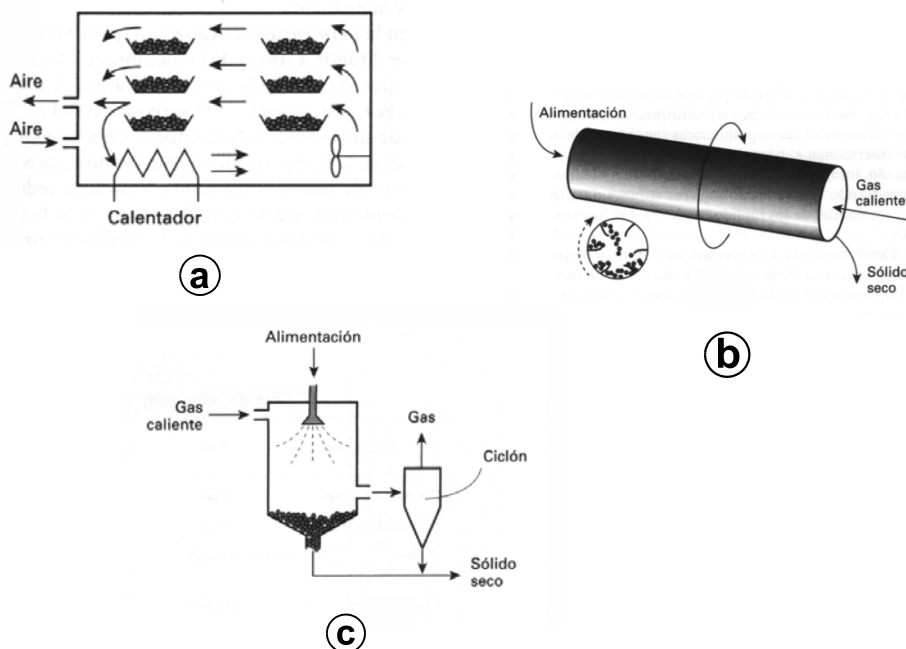 Aire
Aire
Calentador
a
Alimentación
Gas
caliente
Sólido
seco
b
Alimentación
Gas
caliente
Gas
Ciclón
Sólido
seco
c